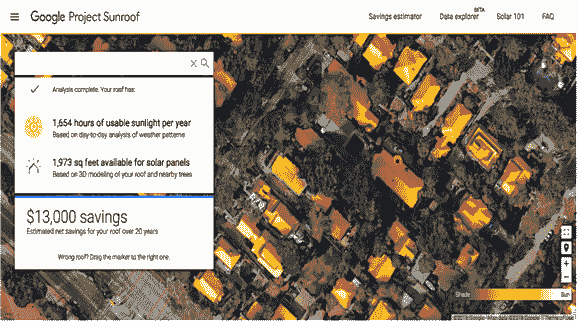 Google Project Sunroof
Savings estimator
Data explorer
BETA
Solar 101
FAQ
Analysis complete. Your roof has:
1,654 hours of usable sunlight per year
Based on day-to-day analysis of weather patterns
1,973 sq feet available for solar panels
Based on 3D modeling of your roof and nearby trees
$13,000 savings
Estimated net savings for your roof over 20 years
Wrong roof? Drag the marker to the right one.
Shade
Sun